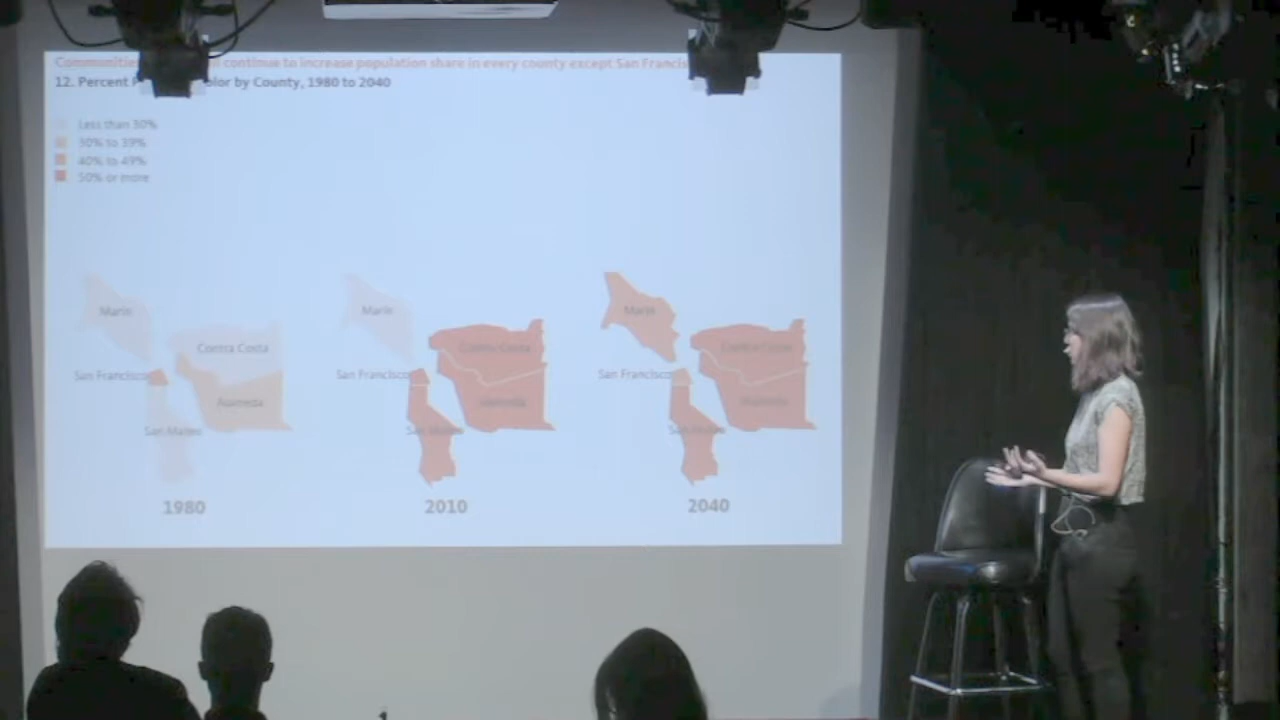 Communities continue to increase population share in every county except San Francis
12. Percent olor by County, 1980 to 2040
Less than 30%
30% to 39%
40% to 49%
50% or more
Marin
Contra Costa
San Francisco
Alameda
San Mateo
1980
Marin
Contra Costa
San Francisco
Alameda
San Mateo
2010
Marin
Contra Costa
San Francisco
Alameda
San Mateo
2040